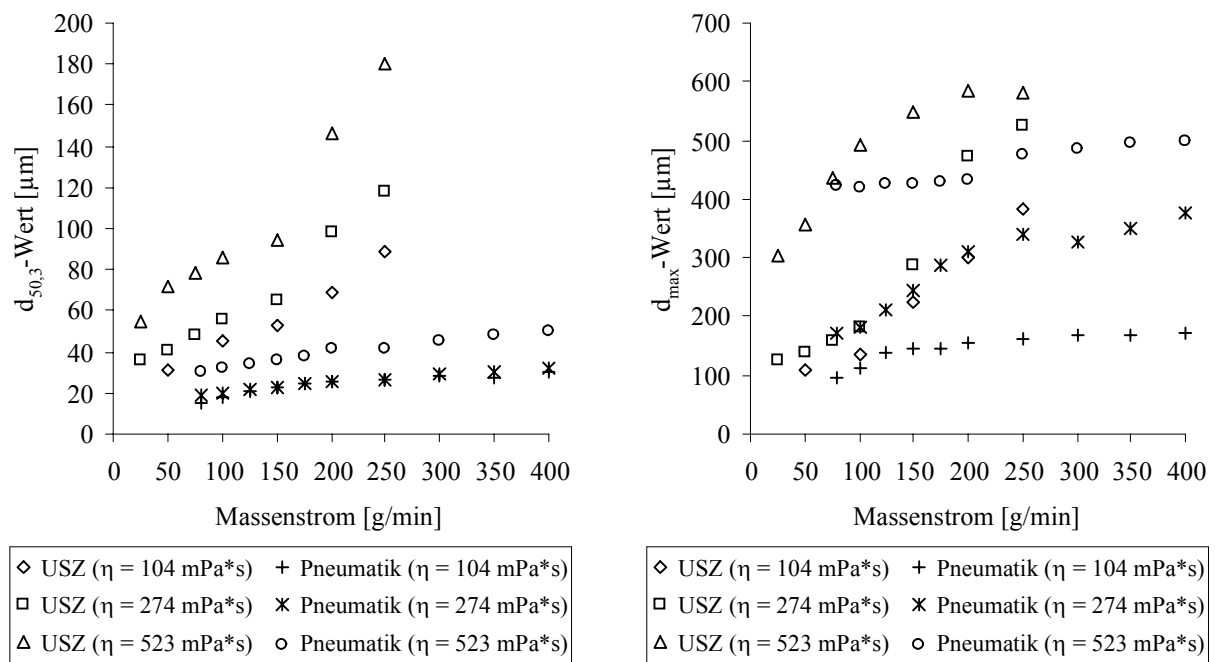 200
180
160
140
120
100
80
60
40
20
0
d50,3-Wert [µm]
0 50 100 150 200 250 300 350 400
Massenstrom [g/min]
USZ (η = 104 mPa*s) Pneumatik (η = 104 mPa*s)
USZ (η = 274 mPa*s) Pneumatik (η = 274 mPa*s)
USZ (η = 523 mPa*s) Pneumatik (η = 523 mPa*s)
700
600
500
400
300
200
100
0
dmax-Wert [µm]
0 50 100 150 200 250 300 350 400
Massenstrom [g/min]
USZ (η = 104 mPa*s) Pneumatik (η = 104 mPa*s)
USZ (η = 274 mPa*s) Pneumatik (η = 274 mPa*s)
USZ (η = 523 mPa*s) Pneumatik (η = 523 mPa*s)